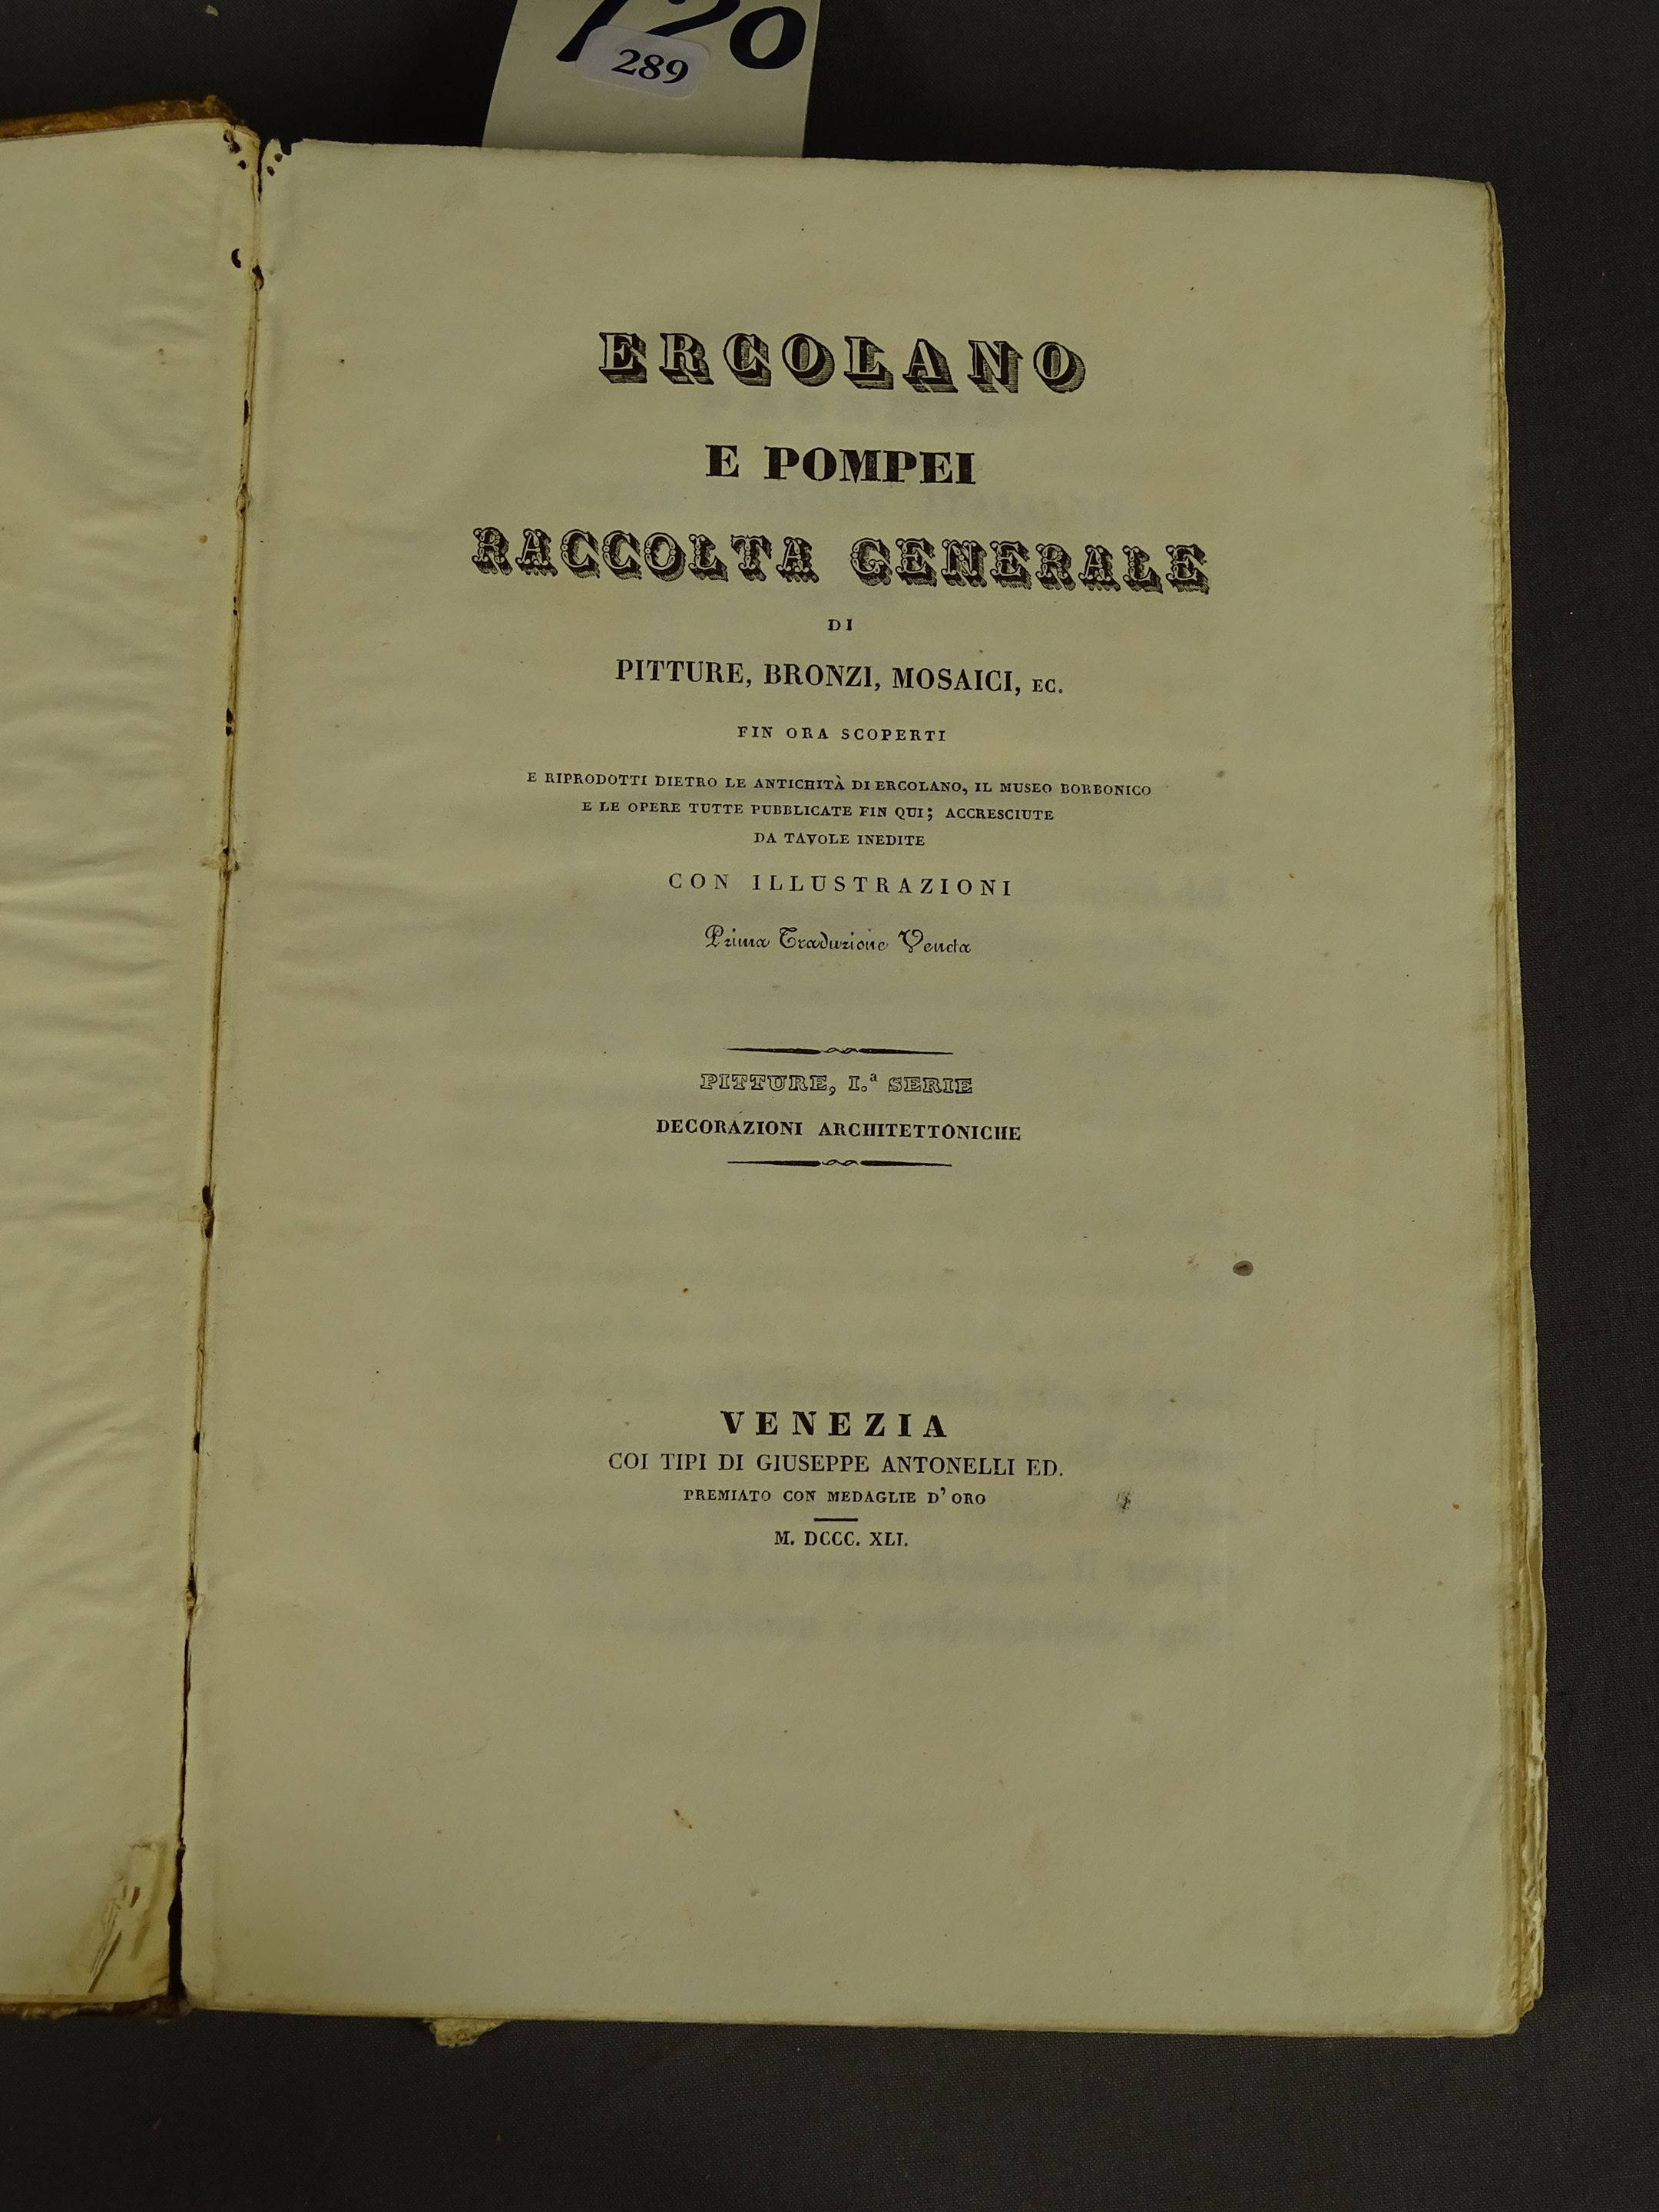 720
289
ERCOLANO
E POMPEI
RACCOLTA GENERALE
DI
PITTURE, BRONZI, MOSAICI, EC.
FIN ORA SCOPERTI
E RIPRODOTTI DIETRO LE ANTICHITÀ DI ERCOLANO, IL MUSEO BORBONICO
E LE OPERE TUTTE PUBBLICATE FIN QUI; ACCRESCIUTE
DA TAVOLE INEDITE
CON ILLUSTRAZIONI
Prima Traduzione Veneta
PITTURE, I.ª SERIE
DECORAZIONI ARCHITETTONICHE
VENEZIA
COI TIPI DI GIUSEPPE ANTONELLI ED.
PREMIATO CON MEDAGLIE D'ORO
M. DCCC. XLI.